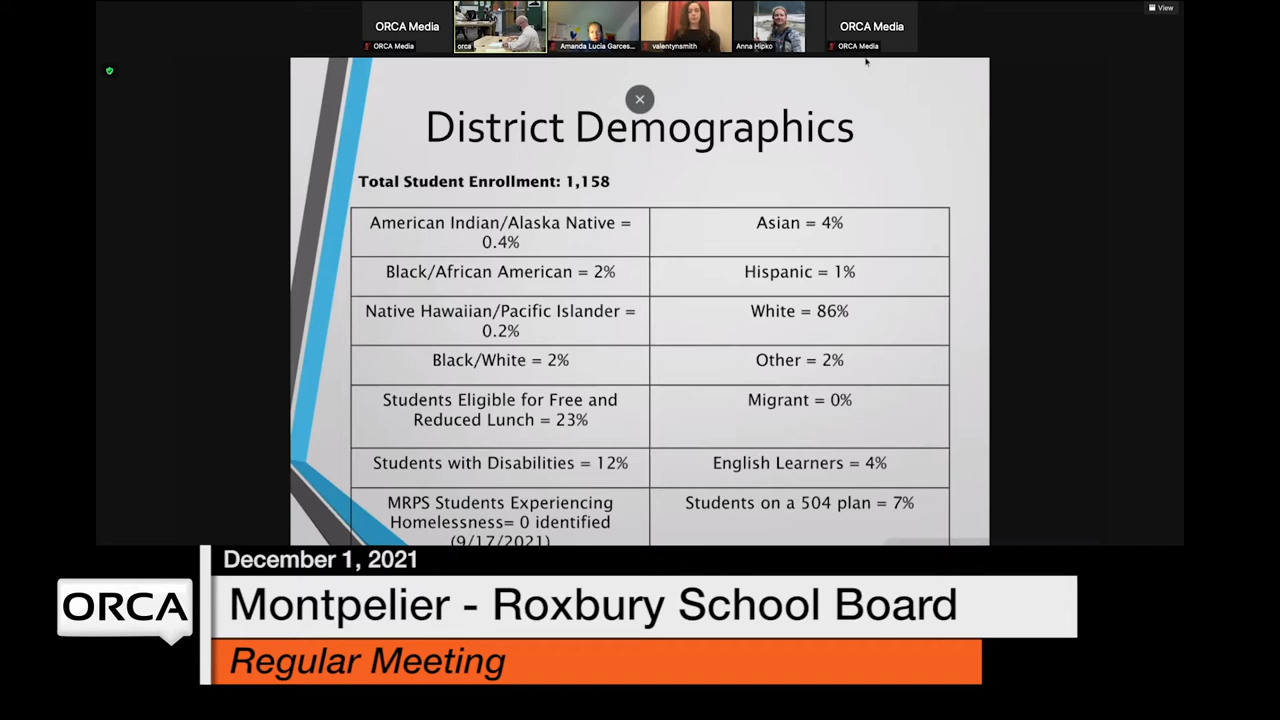 View
ORCA Media
ORCA Media
ORCA Media
orca
Amanda Lucia Garces...
valentynsmith
Anna Hipko
ORCA Media
District Demographics
Total Student Enrollment: 1,158
American Indian/Alaska Native =
0.4%
Asian = 4%
Black/African American = 2%
Hispanic = 1%
Native Hawaiian/Pacific Islander =
0.2%
White = 86%
Black/White = 2%
Other = 2%
Students Eligible for Free and
Reduced Lunch = 23%
Migrant = 0%
Students with Disabilities = 12%
English Learners = 4%
MRPS Students Experiencing
Homelessness= 0 identified
(9/17/2021)
Students on a 504 plan = 7%
December 1, 2021
ORCA
Montpelier - Roxbury School Board
Regular Meeting